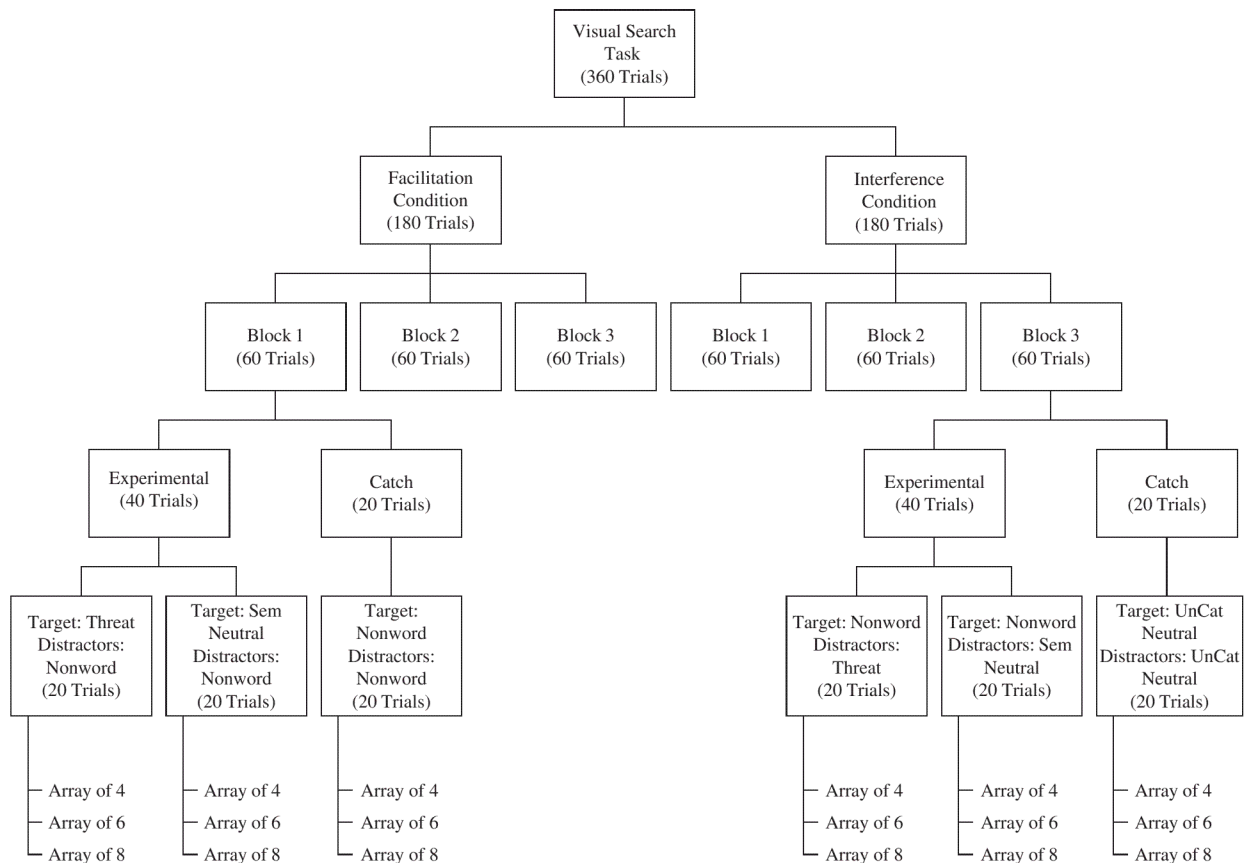 Visual Search
Task
(360 Trials)
Facilitation
Condition
(180 Trials)
Interference
Condition
(180 Trials)
Block 1
(60 Trials)
Block 2
(60 Trials)
Block 3
(60 Trials)
Block 1
(60 Trials)
Block 2
(60 Trials)
Block 3
(60 Trials)
Experimental
(40 Trials)
Catch
(20 Trials)
Experimental
(40 Trials)
Catch
(20 Trials)
Target: Threat
Distractors:
Nonword
(20 Trials)
Target: Sem
Neutral
Distractors:
Nonword
(20 Trials)
Target:
Nonword
Distractors:
Nonword
(20 Trials)
Target: Nonword
Distractors:
Threat
(20 Trials)
Target: Nonword
Distractors: Sem
Neutral
(20 Trials)
Target: UnCat
Neutral
Distractors: UnCat
Neutral
(20 Trials)
Array of 4
Array of 6
Array of 8
Array of 4
Array of 6
Array of 8
Array of 4
Array of 6
Array of 8
Array of 4
Array of 6
Array of 8
Array of 4
Array of 6
Array of 8
Array of 4
Array of 6
Array of 8